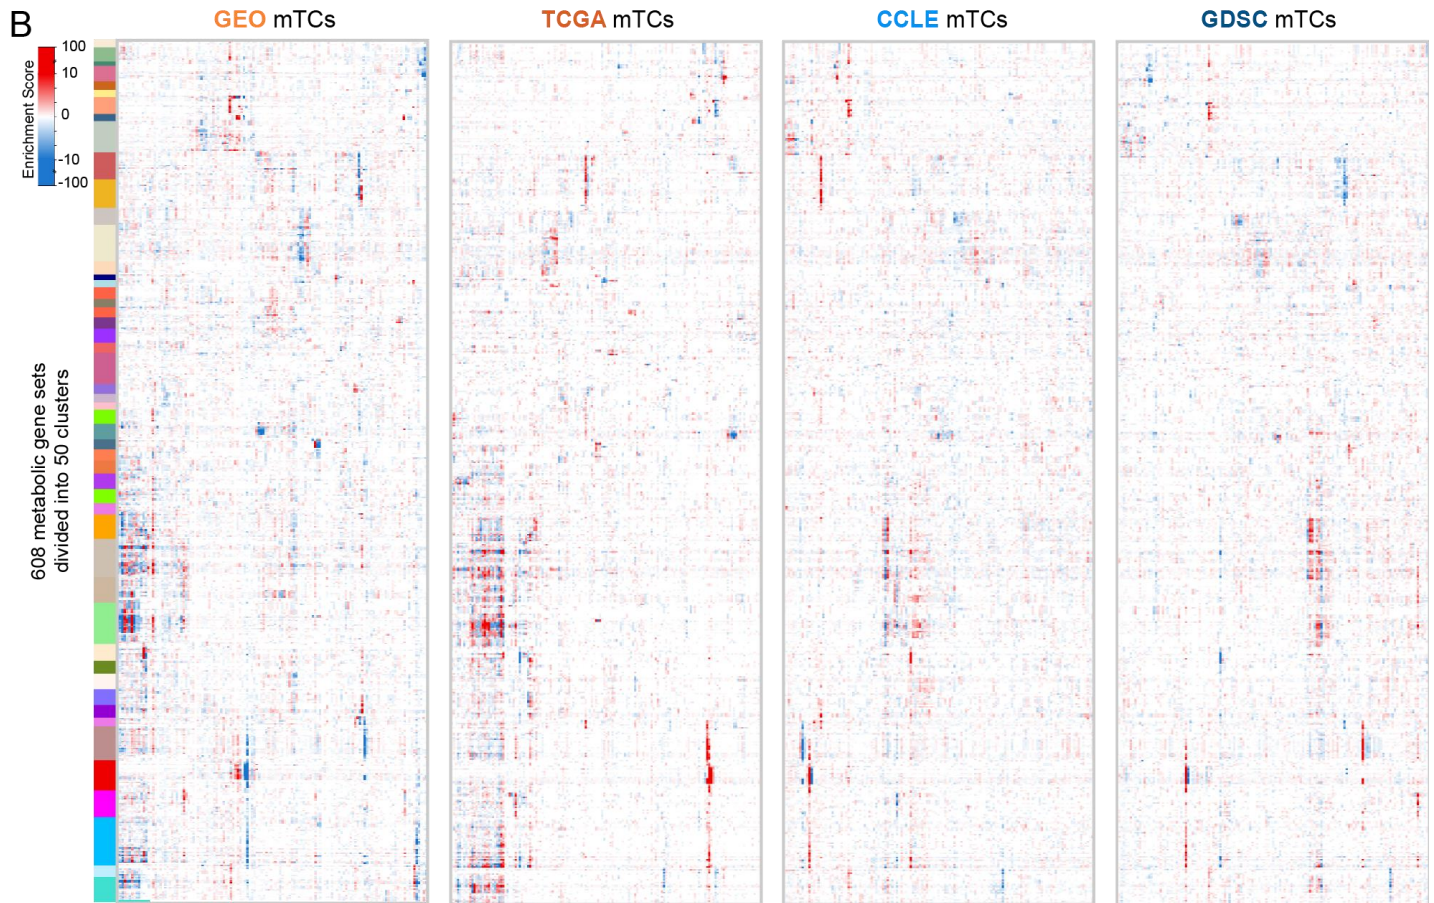 B
GEO mTCs
TCGA mTCs
CCLE mTCs
GDSC mTCs
Enrichment Score
100
10
0
-10
-100
608 metabolic gene sets
divided into 50 clusters